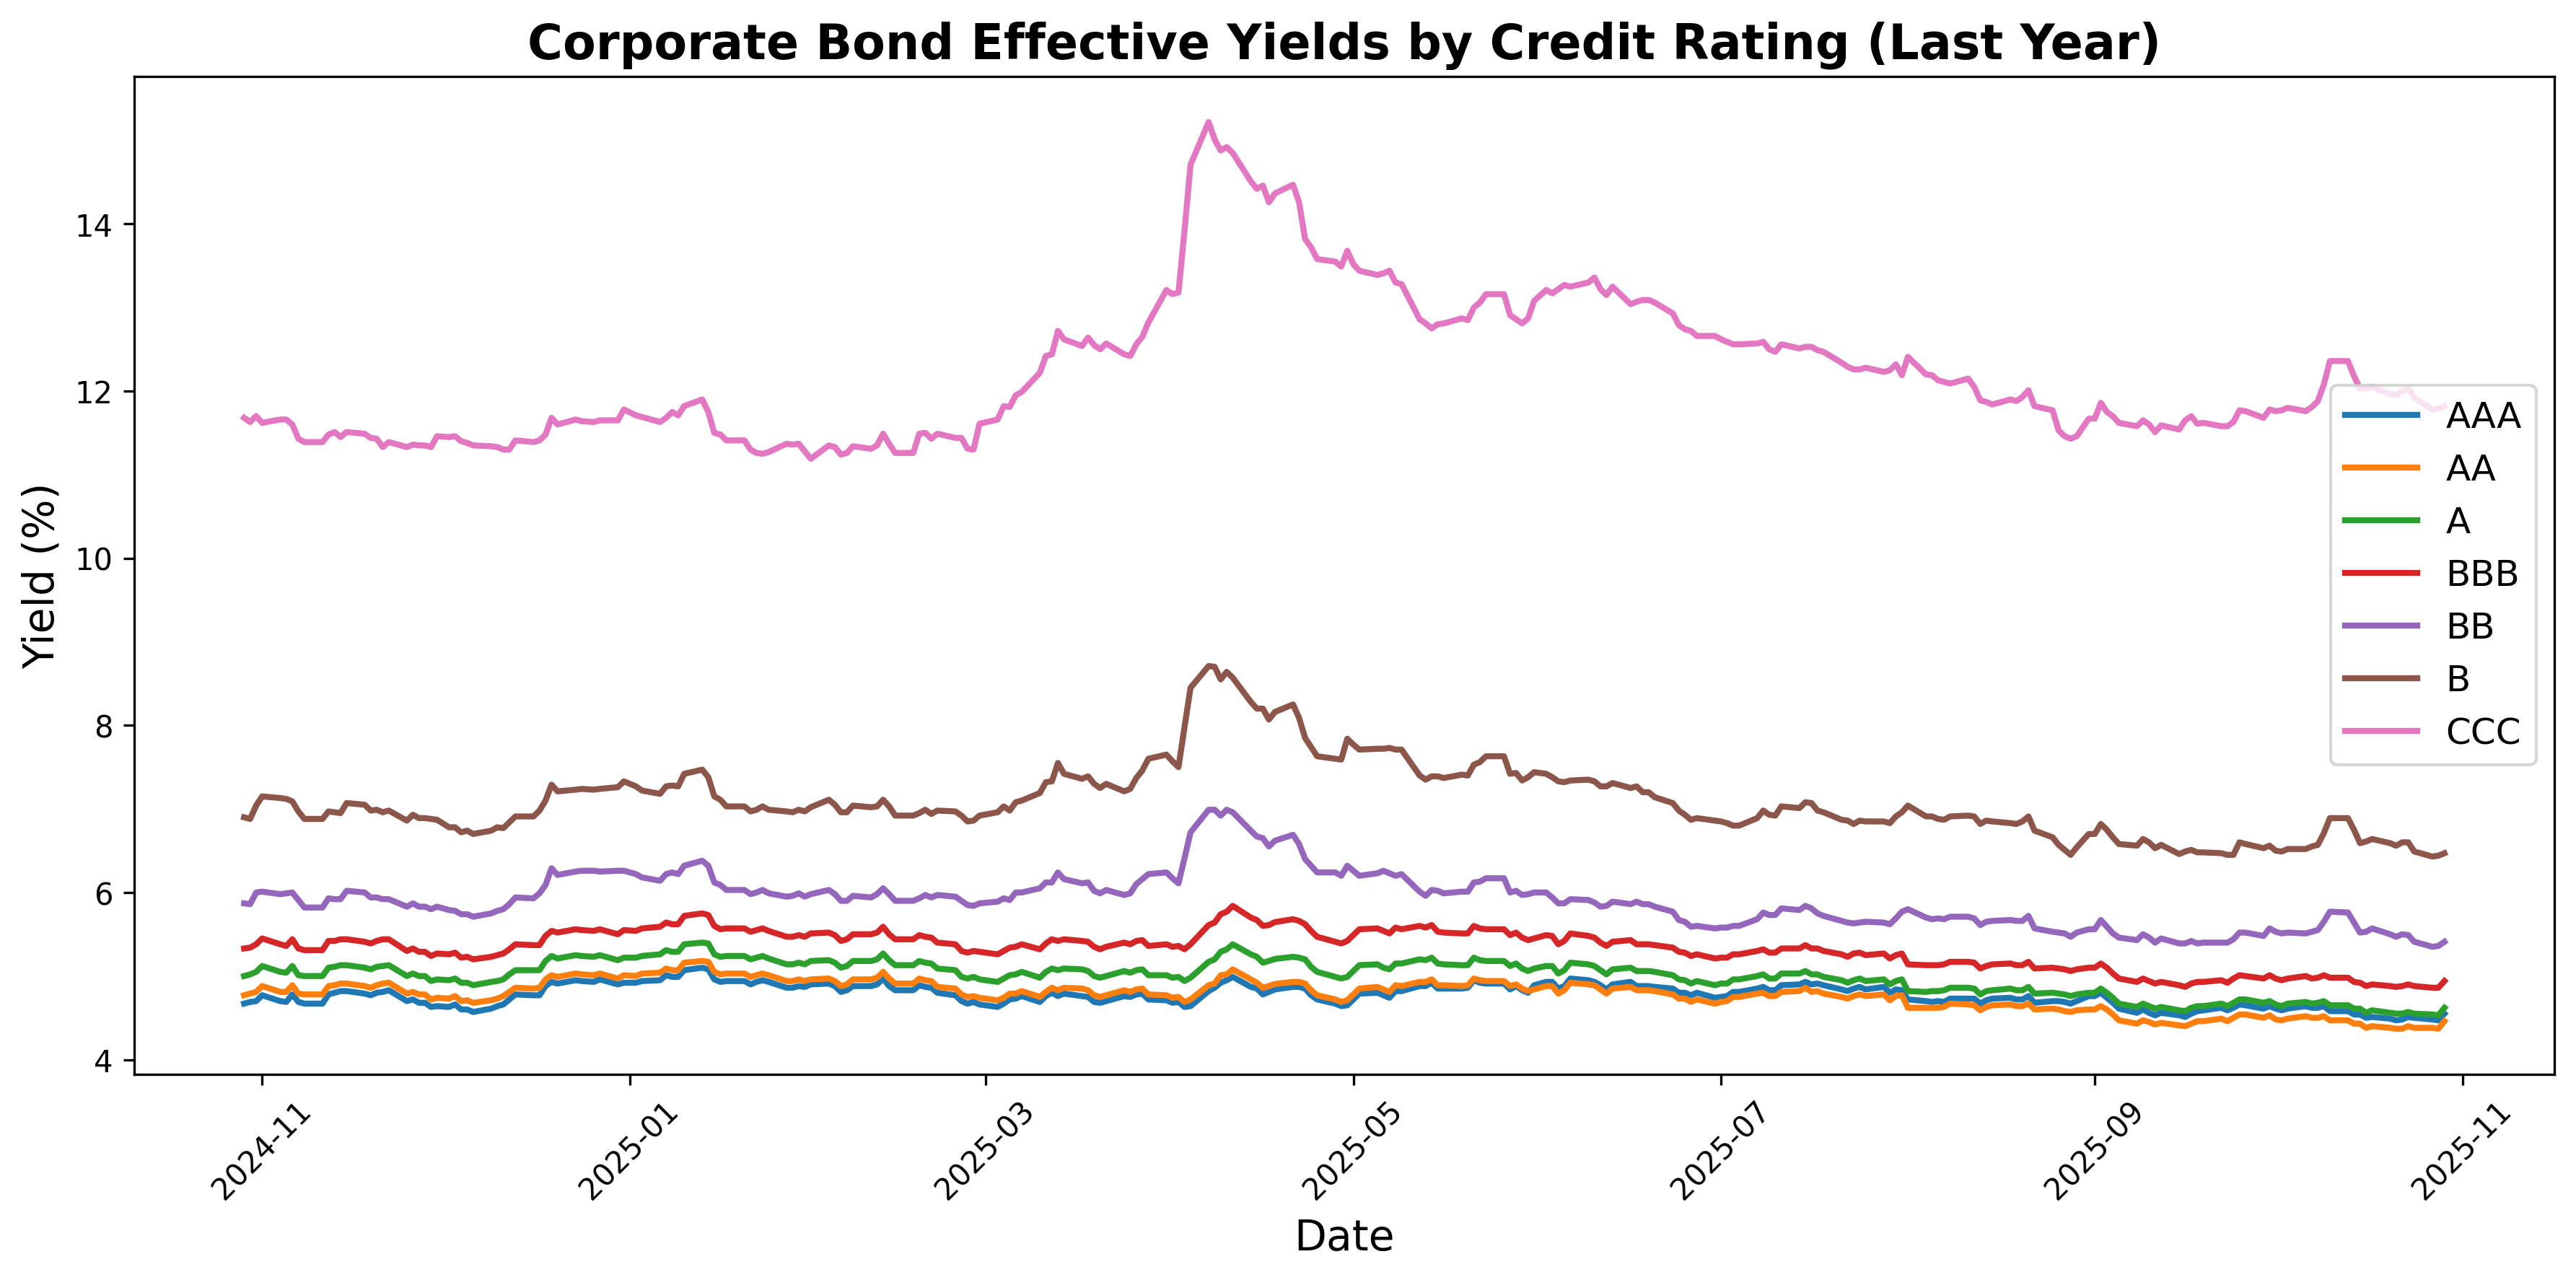 Corporate Bond Effective Yields by Credit Rating (Last Year)
Yield (%)
14
12
10
8
6
4
AAA
AA
A
BBB
BB
B
CCC
2024-11
2025-01
2025-03
2025-05
2025-07
2025-09
2025-11
Date